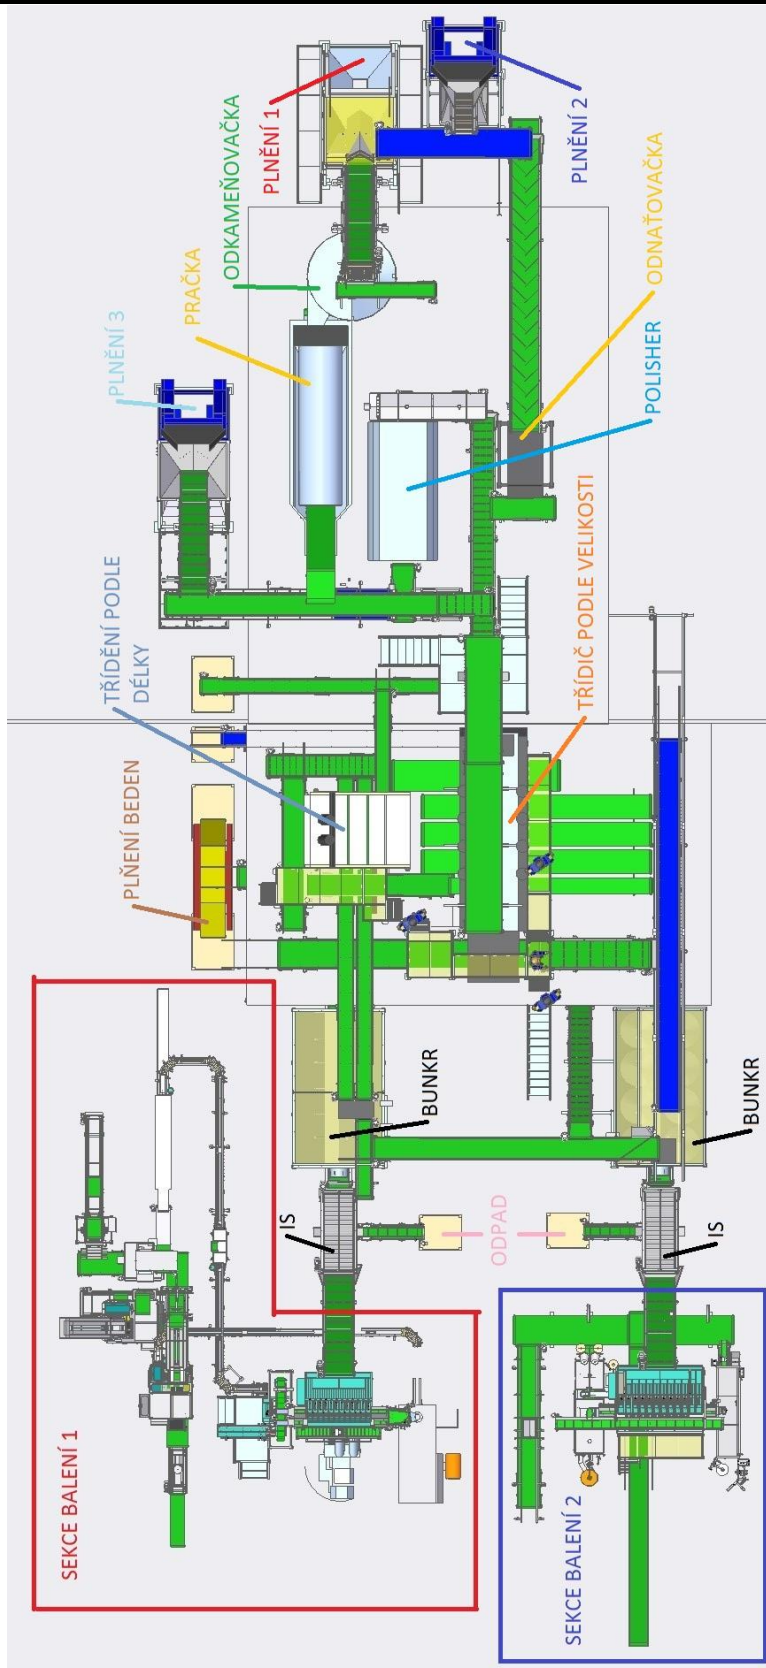 PLNĚNÍ 1
PLNĚNÍ 2
ODKAMEŇOVAČKA
PRAČKA
PLNĚNÍ 3
ODNAŤOVAČKA
POLISHER
TŘÍDĚNÍ PODLE
DÉLKY
TŘÍDIČ PODLE VELIKOSTI
PLŇENÍ BEDEN
BUNKR
BUNKR
IS
ODPAD
IS
SEKCE BALENÍ 1
SEKCE BALENÍ 2